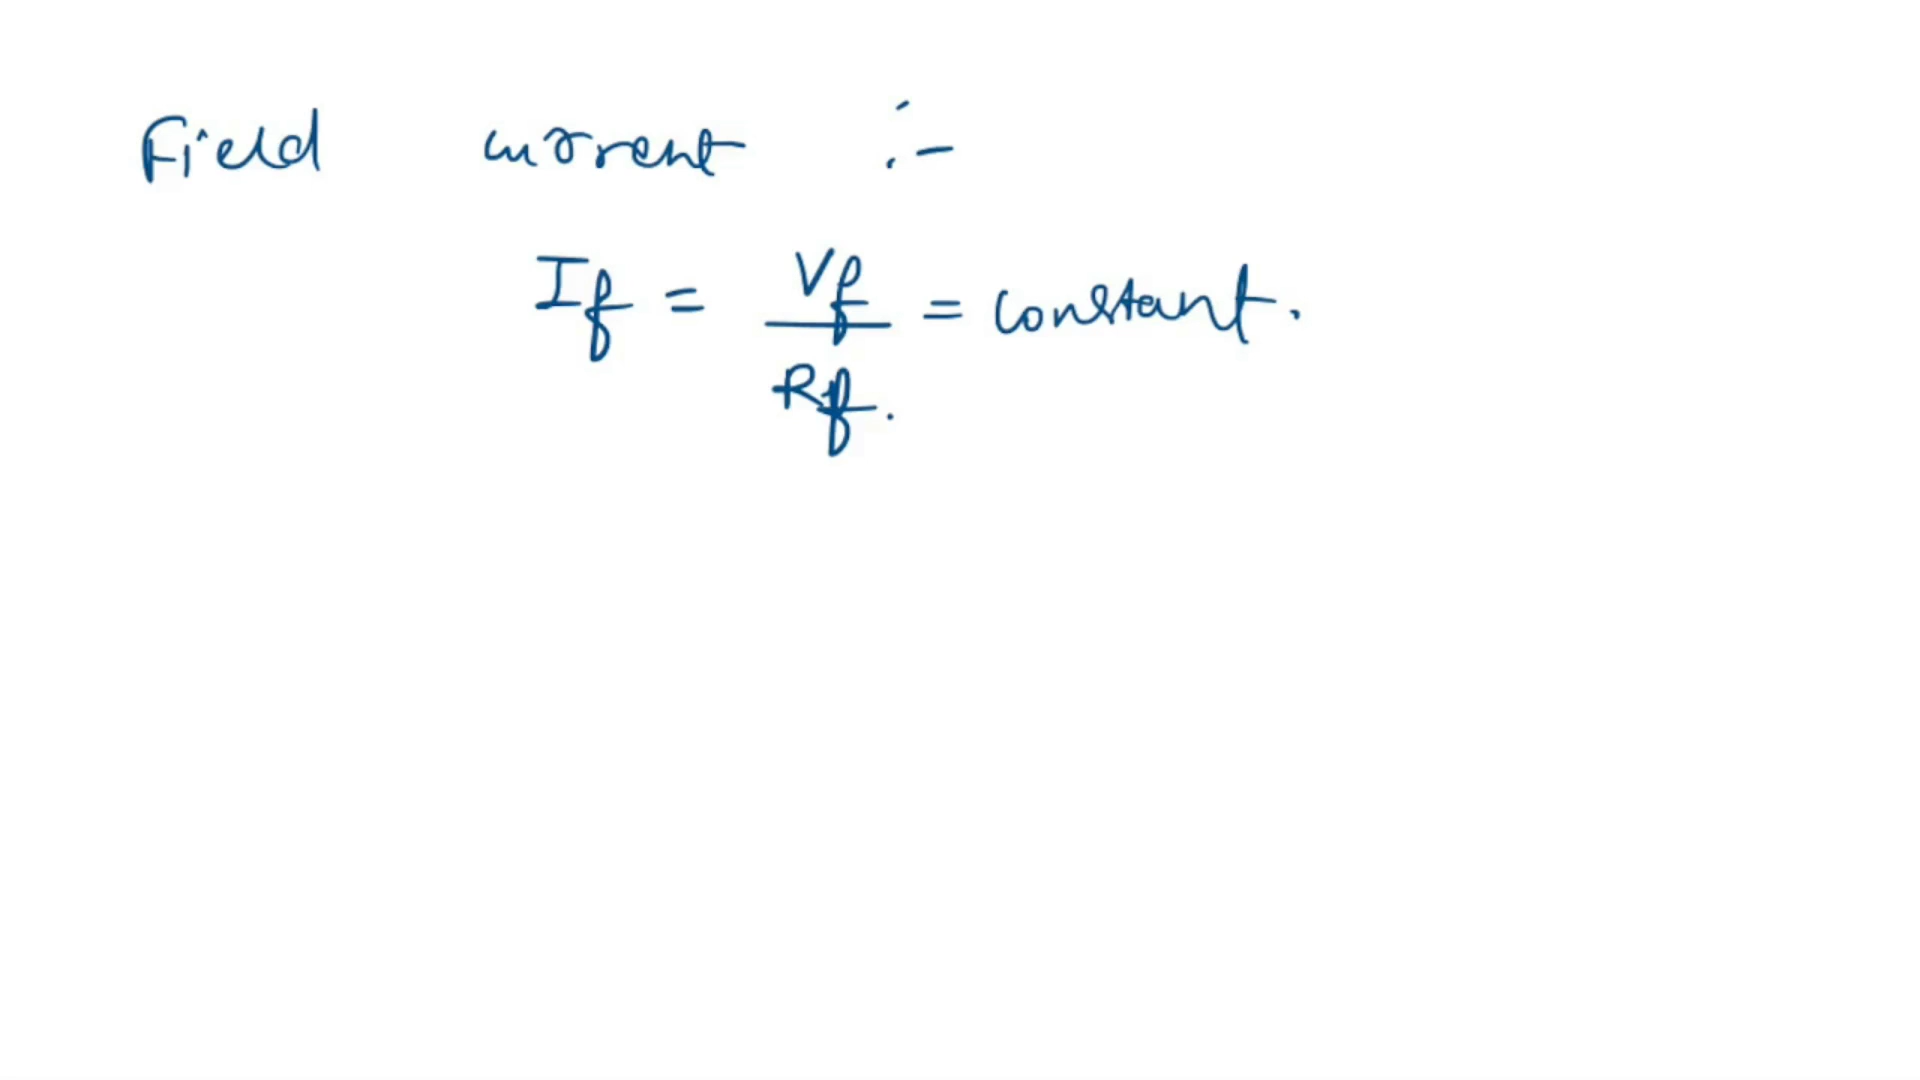 Field current :-
If = Vf / Rf. = constant.